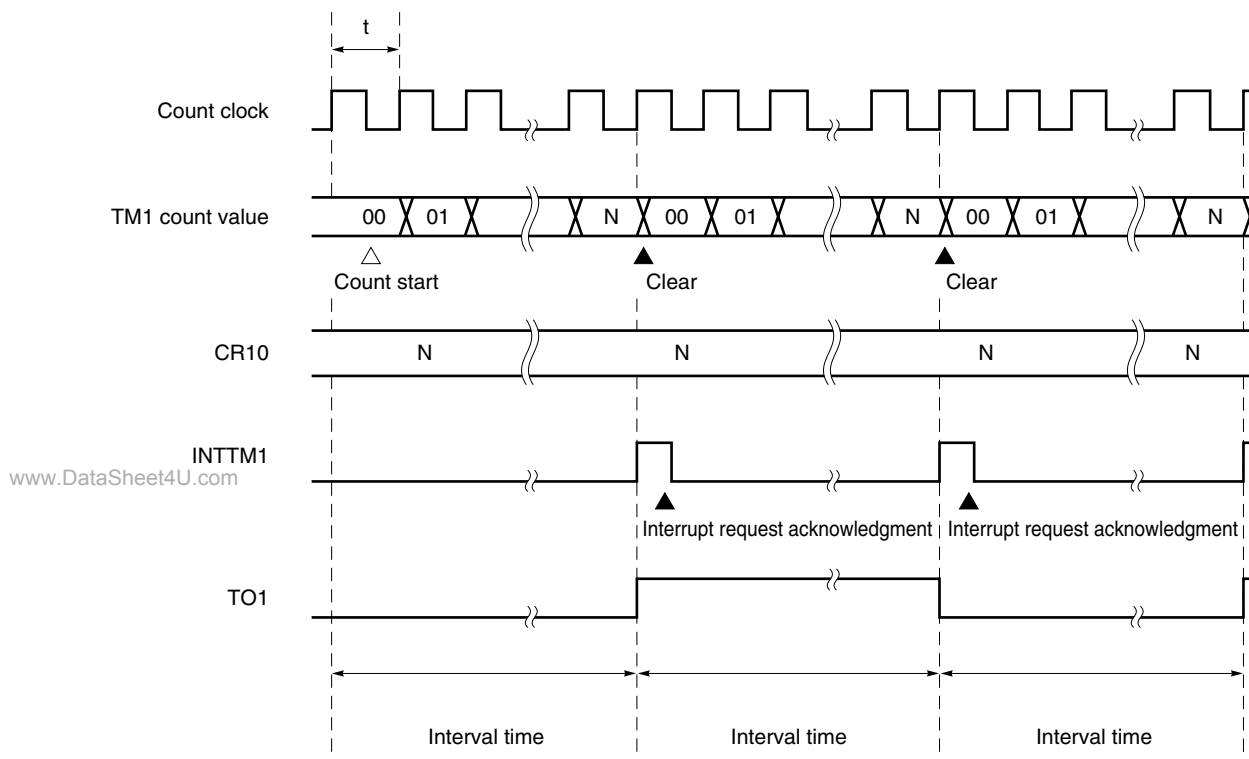 t
Count clock
TM1 count value 00 01 N 00 01 N 00 01 N
Count start Clear Clear
CR10 N N N N
INTTM1
www.DataSheet4U.com
Interrupt request acknowledgment Interrupt request acknowledgment
TO1
Interval time Interval time Interval time